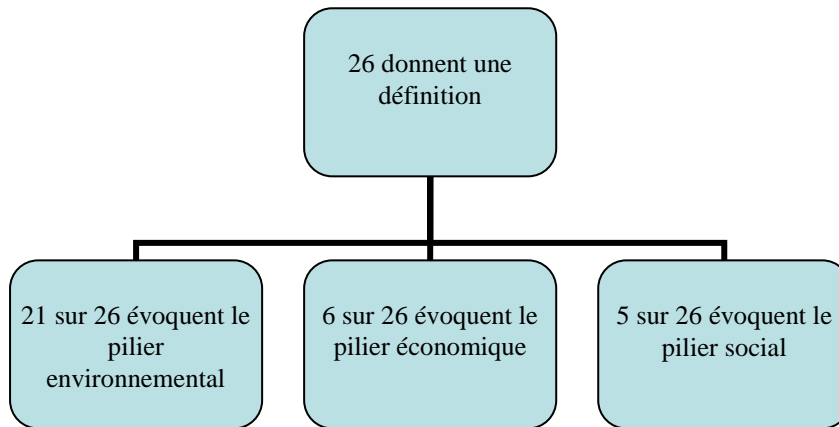 26 donnent une
définition
21 sur 26 évoquent le
pilier
environnemental
6 sur 26 évoquent le
pilier économique
5 sur 26 évoquent le
pilier social